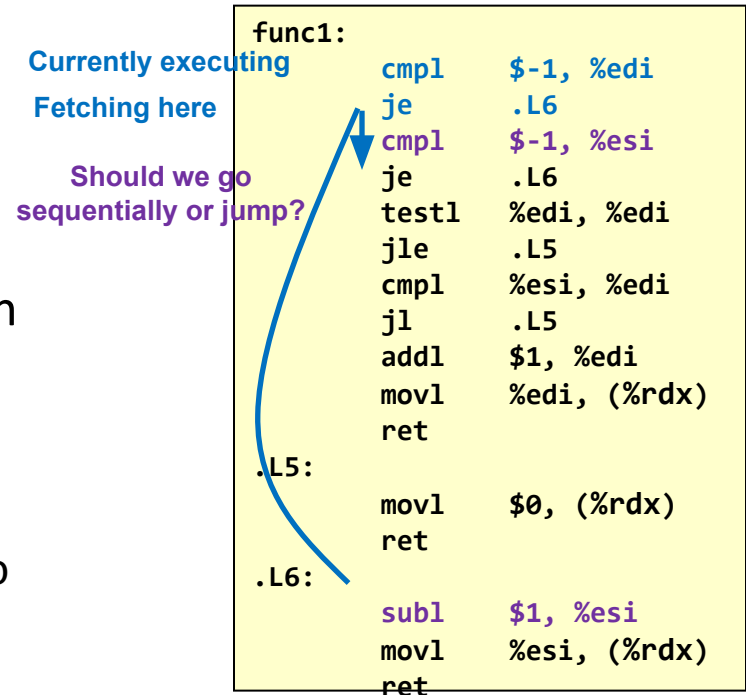 func1:
Currently executing
cmpl $-1, %edi
Fetching here
je .L6
cmpl $-1, %esi
Should we go
sequentially or jump?
je .L6
testl %edi, %edi
jle .L5
cmpl %esi, %edi
jl .L5
addl $1, %edi
movl %edi, (%rdx)
ret
.L5:
movl $0, (%rdx)
ret
.L6:
subl $1, %esi
movl %esi, (%rdx)
ret